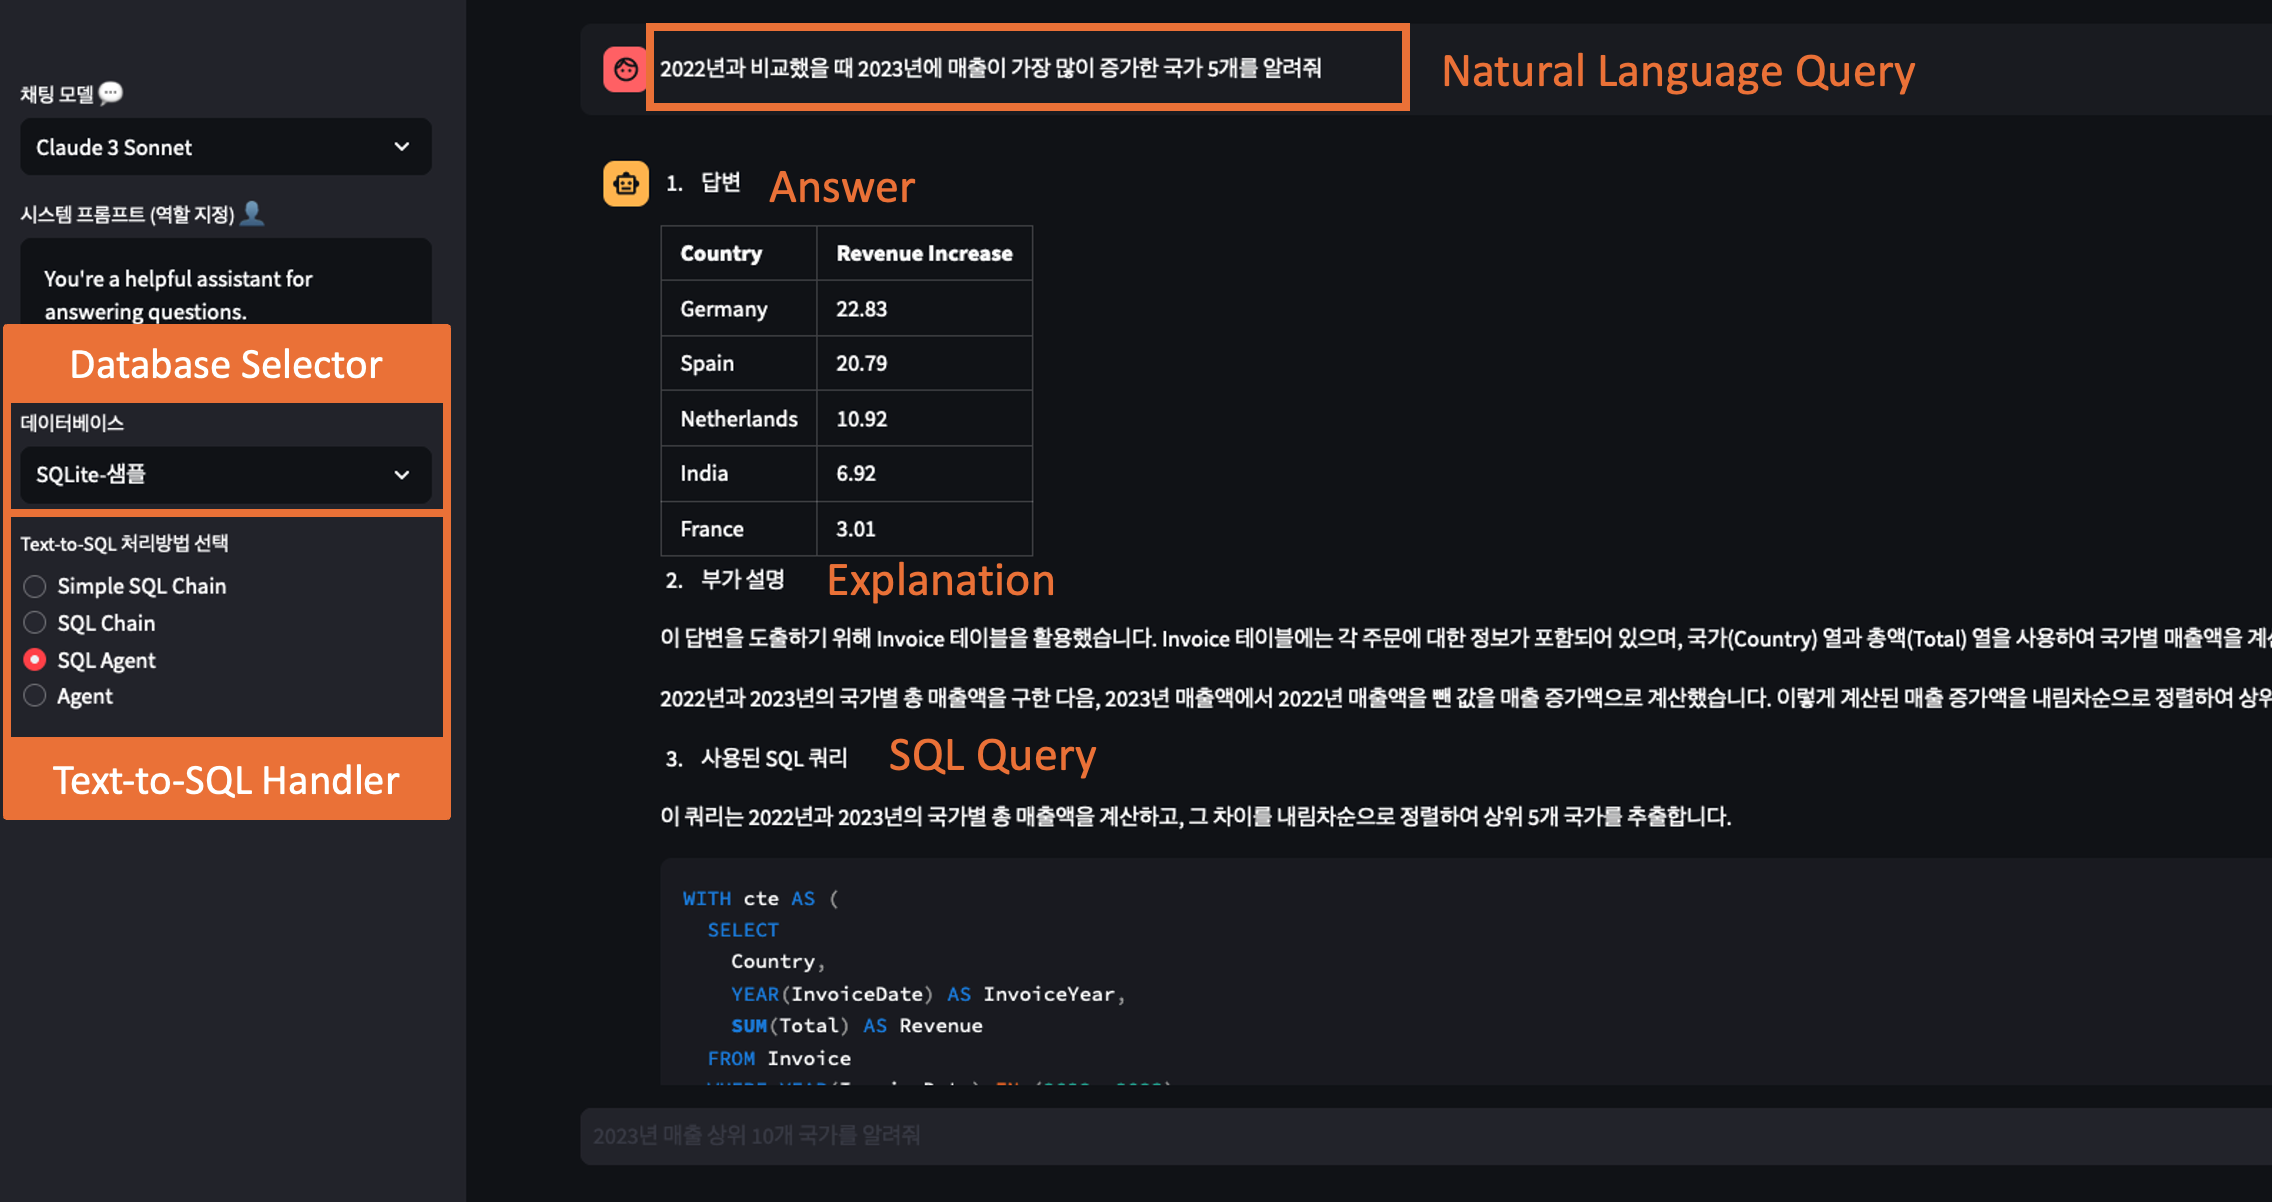 채팅 모델
Claude 3 Sonnet
시스템 프롬프트 (역할 지정)
You're a helpful assistant for
answering questions.
Database Selector
데이터베이스
SQLite-샘플
Text-to-SQL 처리방법 선택
Simple SQL Chain
SQL Chain
SQL Agent
Agent
Text-to-SQL Handler
2022년과 비교했을 때 2023년에 매출이 가장 많이 증가한 국가 5개를 알려줘
Natural Language Query
1. 답변
Answer
Country Revenue Increase
Germany 22.83
Spain 20.79
Netherlands 10.92
India 6.92
France 3.01
2. 부가 설명
Explanation
이 답변을 도출하기 위해 Invoice 테이블을 활용했습니다. Invoice 테이블에는 각 주문에 대한 정보가 포함되어 있으며, 국가(Country) 열과 총액(Total) 열을 사용하여 국가별 매출액을
2022년과 2023년의 국가별 총 매출액을 구한 다음, 2023년 매출액에서 2022년 매출액을 뺀 값을 매출 증가액으로 계산했습니다. 이렇게 계산된 매출 증가액을 내림차순으로 정렬하여
3. 사용된 SQL 쿼리
SQL Query
이 쿼리는 2022년과 2023년의 국가별 총 매출액을 계산하고, 그 차이를 내림차순으로 정렬하여 상위 5개 국가를 추출합니다.
WITH cte AS (
SELECT
Country,
YEAR(InvoiceDate) AS InvoiceYear,
SUM(Total) AS Revenue
FROM Invoice
2023년 매출 상위 10개 국가를 알려줘